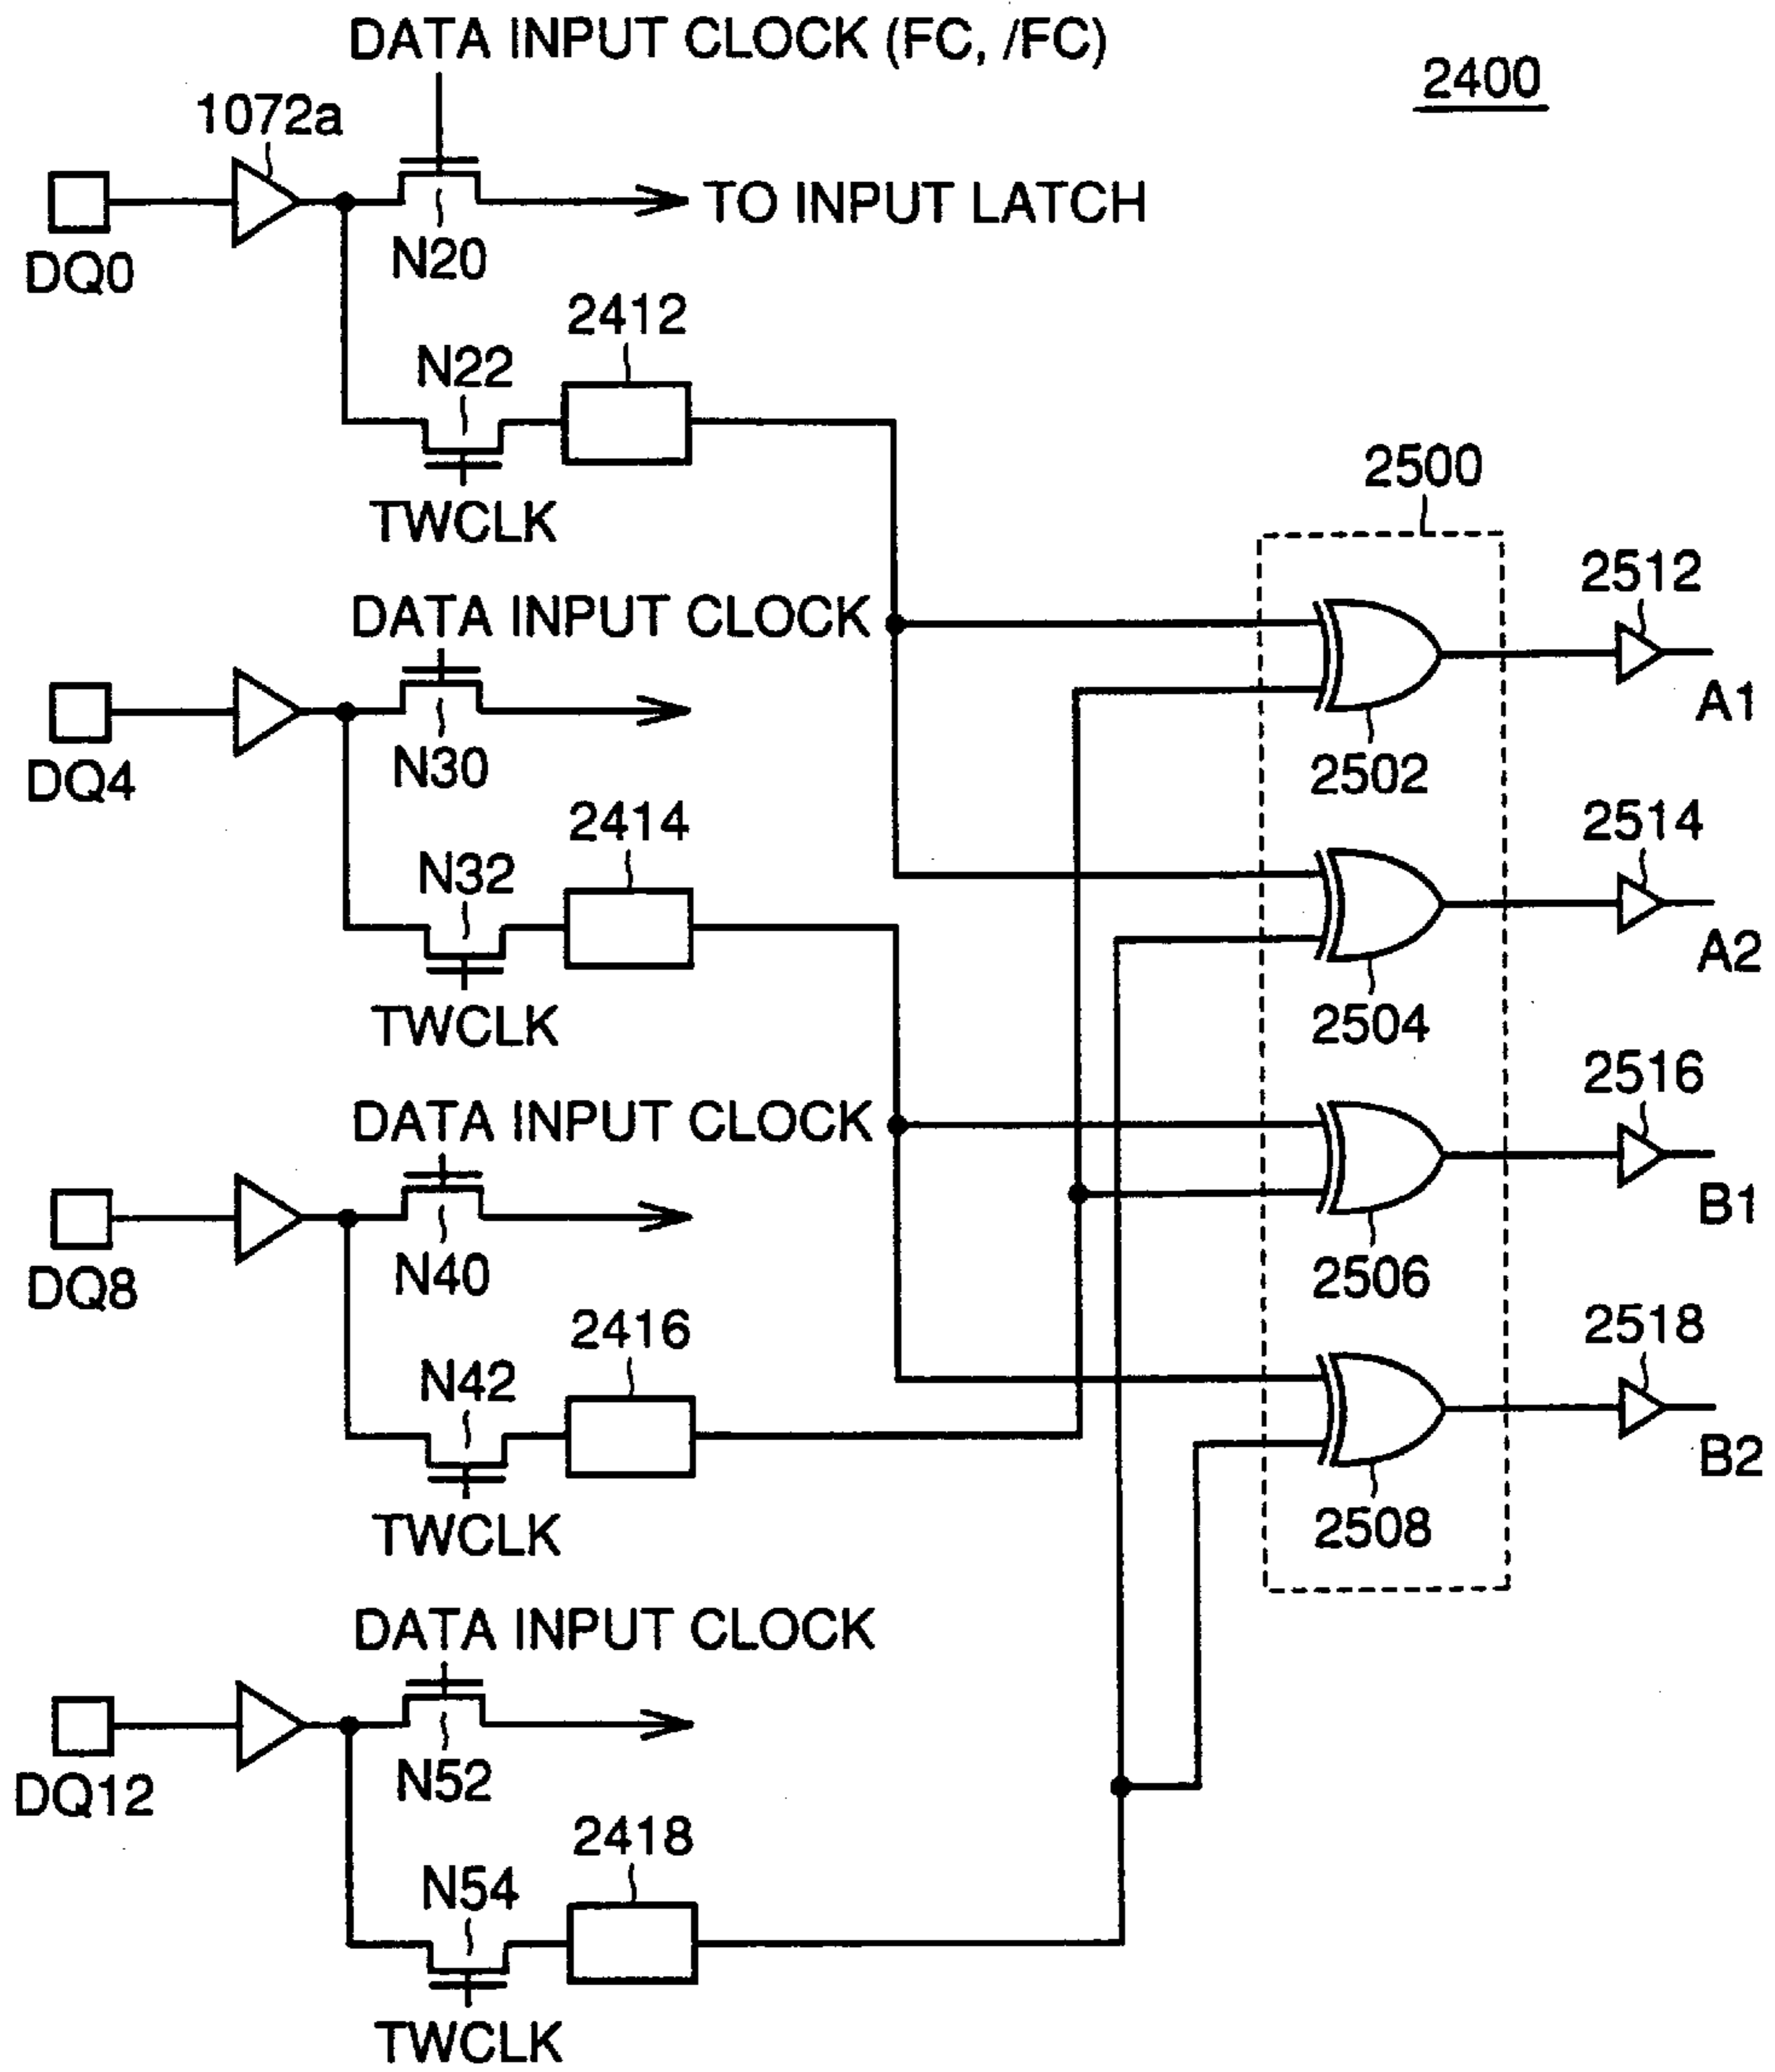 DATA INPUT CLOCK (FC, /FC)
2400
1072a
TO INPUT LATCH
DQ0
N20
2412
N22
TWCLK
2500
2512
DATA INPUT CLOCK
A1
DQ4
N30
2502
2414
2514
N32
A2
TWCLK
2504
2516
DATA INPUT CLOCK
B1
DQ8
N40
2506
2416
2518
N42
B2
TWCLK
2508
DATA INPUT CLOCK
DQ12
N52
2418
N54
TWCLK